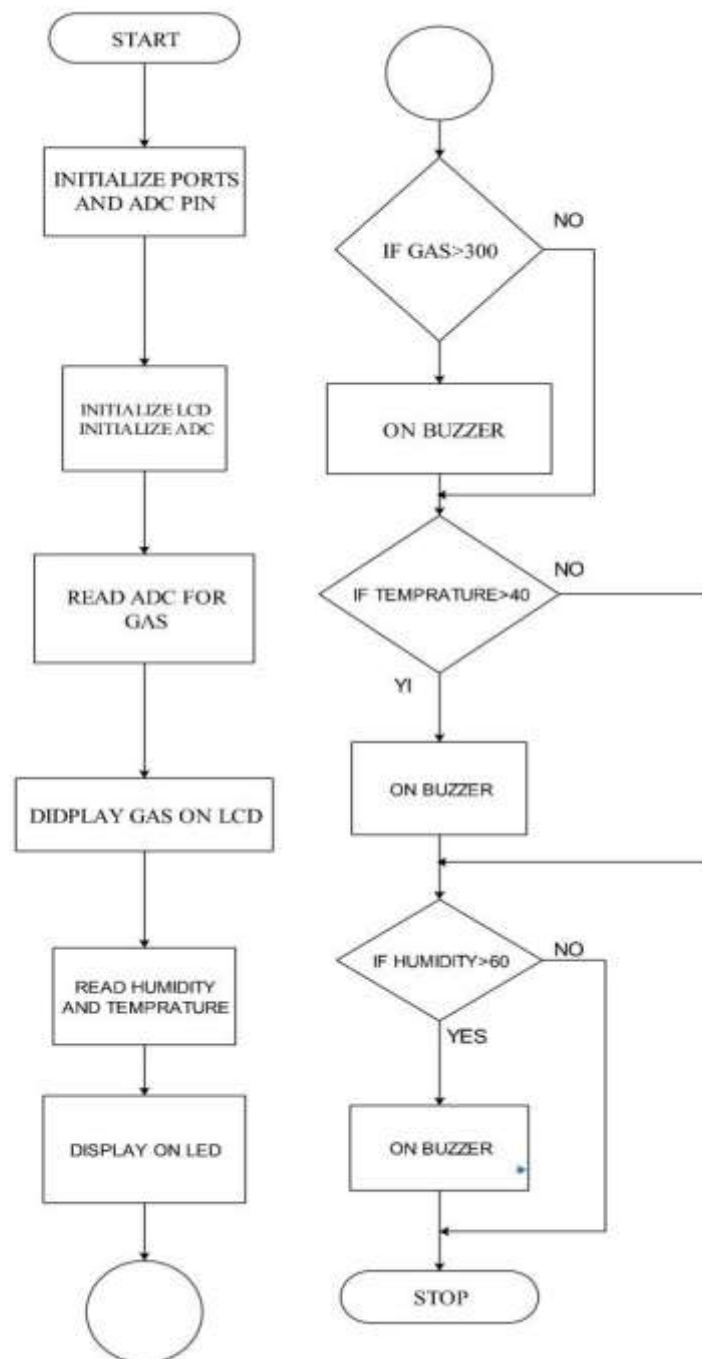 START
INITIALIZE PORTS
AND ADC PIN
INITIALIZE LCD
INITIALIZE ADC
READ ADC FOR
GAS
DIDPLAY GAS ON LCD
READ HUMIDITY
AND TEMPRATURE
DISPLAY ON LED
NO
IF GAS>300
ON BUZZER
NO
IF TEMPRATURE>40
YI
ON BUZZER
NO
IF HUMIDITY>60
YES
ON BUZZER
STOP